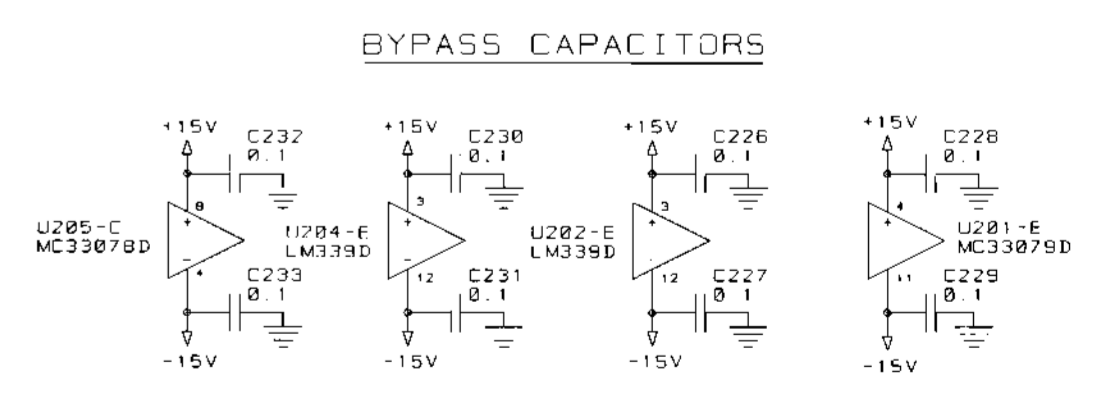 BYPASS CAPACITORS
+15V
C232
0.1
8
U205-C
MC33078D
+
-
4
C233
0.1
-15V
+15V
C230
0.1
3
U204-E
LM339D
+
-
12
C231
0.1
-15V
+15V
C226
0.1
3
U202-E
LM339D
+
12
C227
0 1
-15V
+15V
C228
0.1
4
U201-E
MC33079D
+
11
C229
0.1
-15V